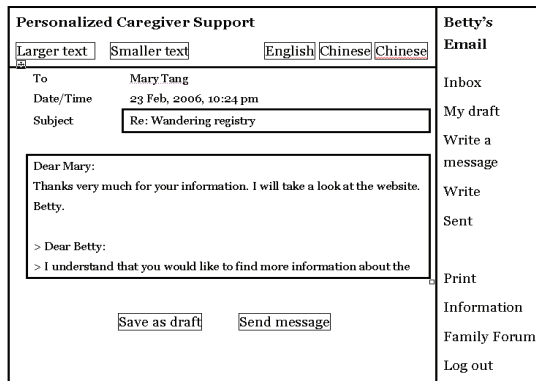 Personalized Caregiver Support
Larger text Smaller text English Chinese Chinese
To Mary Tang
Date/Time 23 Feb, 2006, 10:24 pm
Subject Re: Wandering registry
Dear Mary:
Thanks very much for your information. I will take a look at the website.
Betty.
> Dear Betty:
> I understand that you would like to find more information about the
Save as draft Send message
Betty's
Email
Inbox
My draft
Write a
message
Write
Sent
Print
Information
Family Forum
Log out